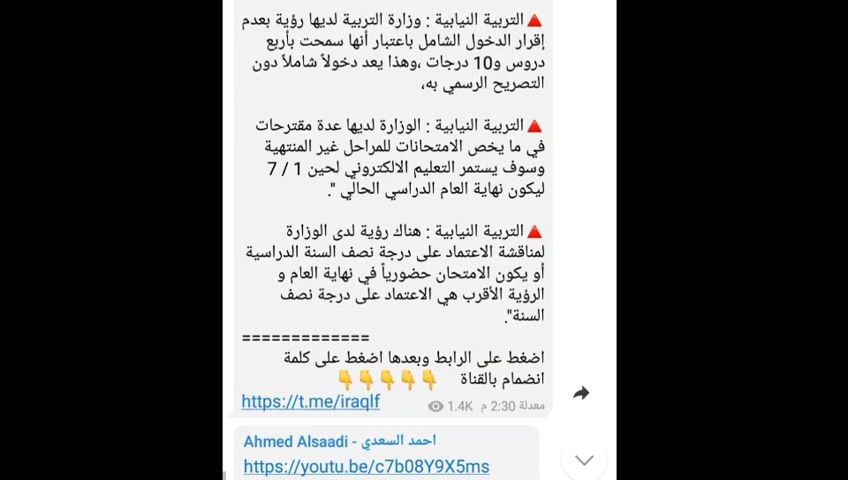 🔺التربية النيابية : وزارة التربية لديها رؤية بعدم
إقرار الدخول الشامل باعتبار أنها سمحت بأربع
دروس و10 درجات ،وهذا يعد دخولاً شاملاً دون
التصريح الرسمي به،
🔺التربية النيابية : الوزارة لديها عدة مقترحات
في ما يخص الامتحانات للمراحل غير المنتهية
وسوف يستمر التعليم الالكتروني لحين 1 / 7
ليكون نهاية العام الدراسي الحالي ".
🔺التربية النيابية : هناك رؤية لدى الوزارة
لمناقشة الاعتماد على درجة نصف السنة الدراسية
أو يكون الامتحان حضورياً في نهاية العام و
الرؤية الأقرب هي الاعتماد على درجة نصف
السنة".
=============
اضغط على الرابط وبعدها اضغط على كلمة
انضمام بالقناة 👇👇👇👇👇
https://t.me/iraqlf
1.4K معدلة 2:30 م
Ahmed Alsaadi - احمد السعدي
https://youtu.be/c7b08Y9X5ms